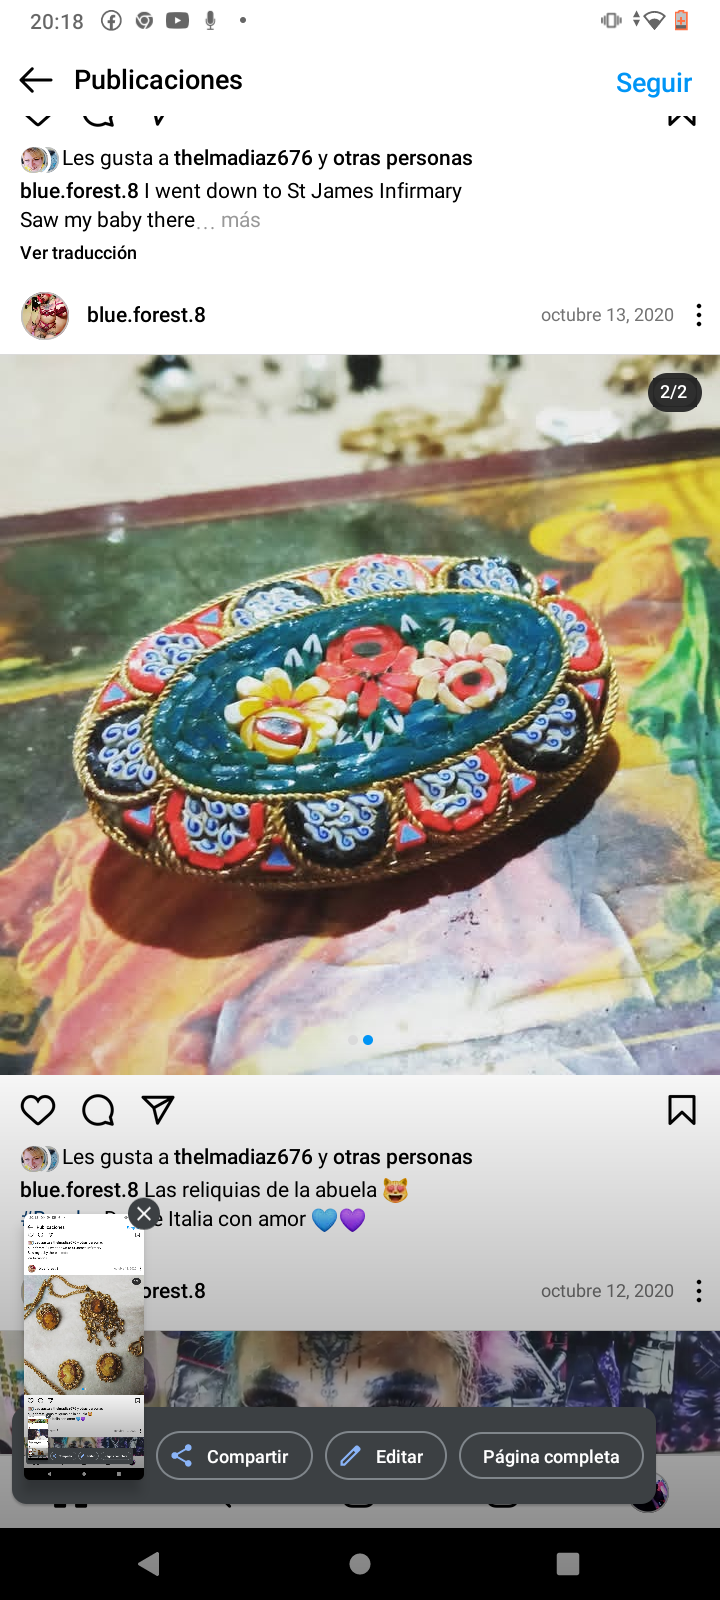 20:18
Publicaciones
Seguir
Les gusta a thelmadiaz676 y otras personas
blue.forest.8 I went down to St James Infirmary
Saw my baby there... más
Ver traducción
blue.forest.8
octubre 13, 2020
2/2
Les gusta a thelmadiaz676 y otras personas
blue.forest.8 Las reliquias de la abuela 😻
Italia con amor 💙💜
orest.8
octubre 12, 2020
Publicaciones
Compartir
Editar
Página completa